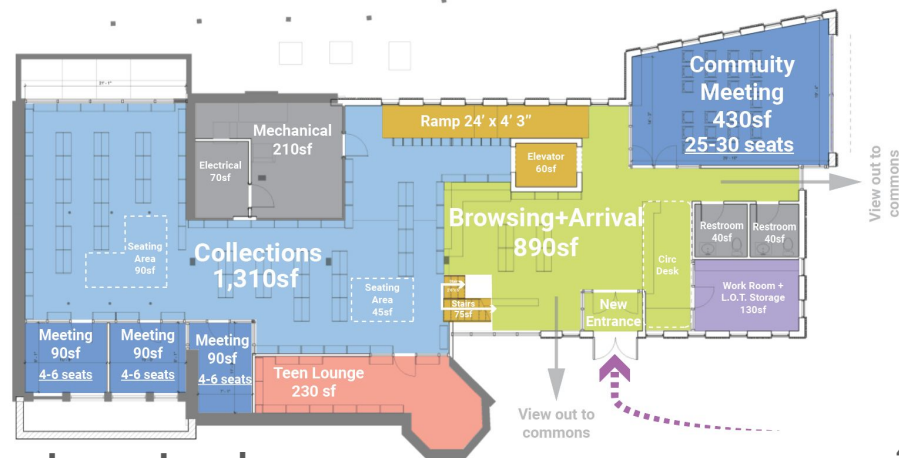 Commuity
Meeting
430sf
25-30 seats
Ramp 24' x 4' 3"
Mechanical
210sf
Electrical
70sf
Elevator
60sf
View out to
commons
Browsing+Arrival
890sf
Restroom
40sf
Restroom
40sf
Seating
Area
90sf
Collections
1,310sf
Circ
Desk
Seating
Area
45sf
Work Room +
L.O.T. Storage
130sf
Stairs
75sf
New
Entrance
Meeting
90sf
4-6 seats
Meeting
90sf
4-6 seats
Meeting
90sf
4-6 seats
Teen Lounge
230 sf
View out to
commons